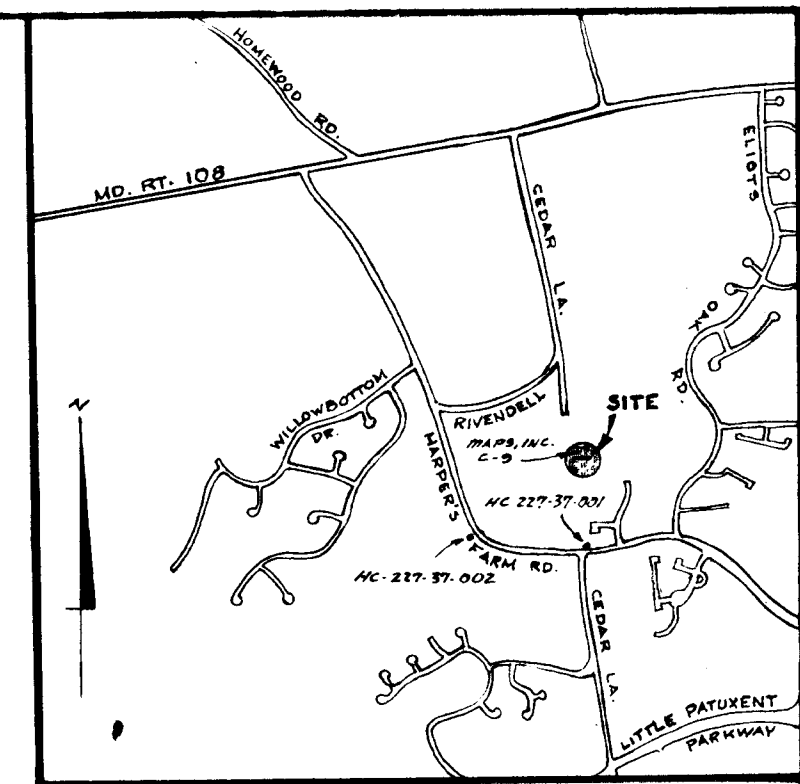 HOMEWOOD RD.
MD. RT. 108
CEDAR LA.
ELIOTS OAK RD.
WILLOWBOTTOM
DR.
RIVENDELL
SITE
MAPS, INC.
C-9
HARPER'S FARM RD.
HC 227-37-001
HC-227-37-002
CEDAR LA.
LITTLE PATUXENT
PARKWAY
N